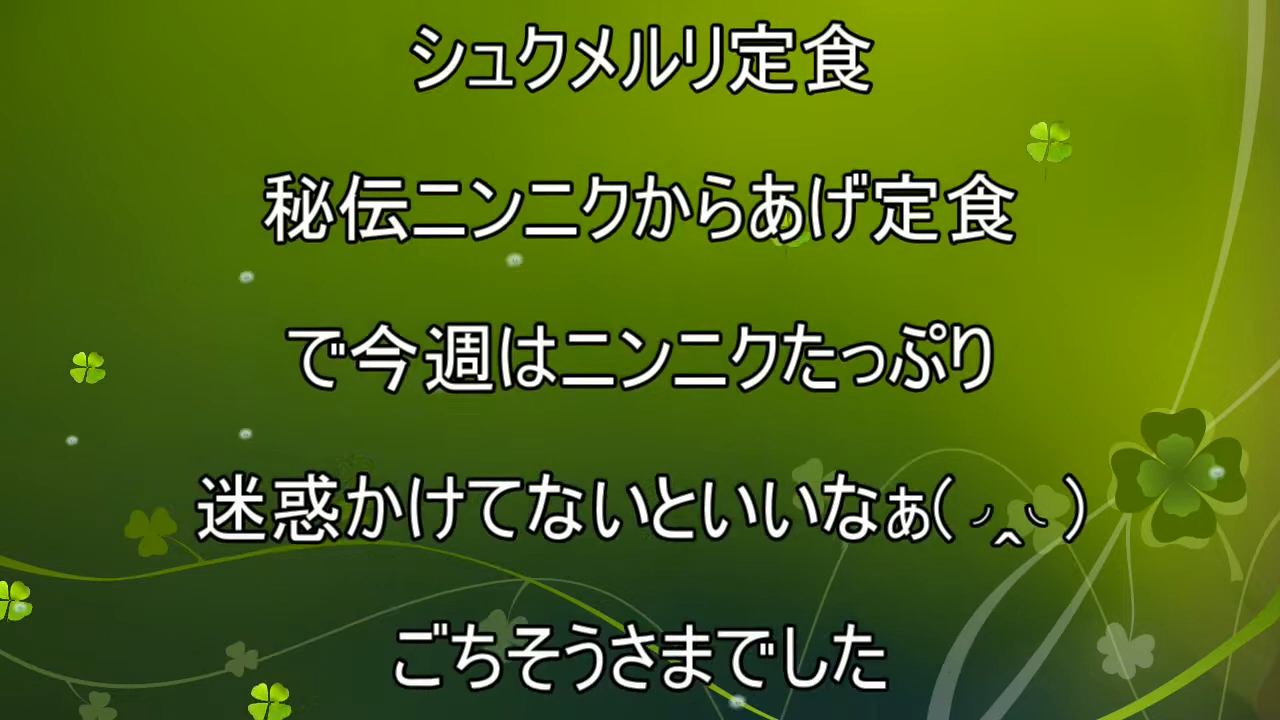 シュクメルリ定食
秘伝ニンニクからあげ定食
で今週はニンニクたっぷり
迷惑かけてないといいなぁ( ◞‸◟ )
ごちそうさまでした